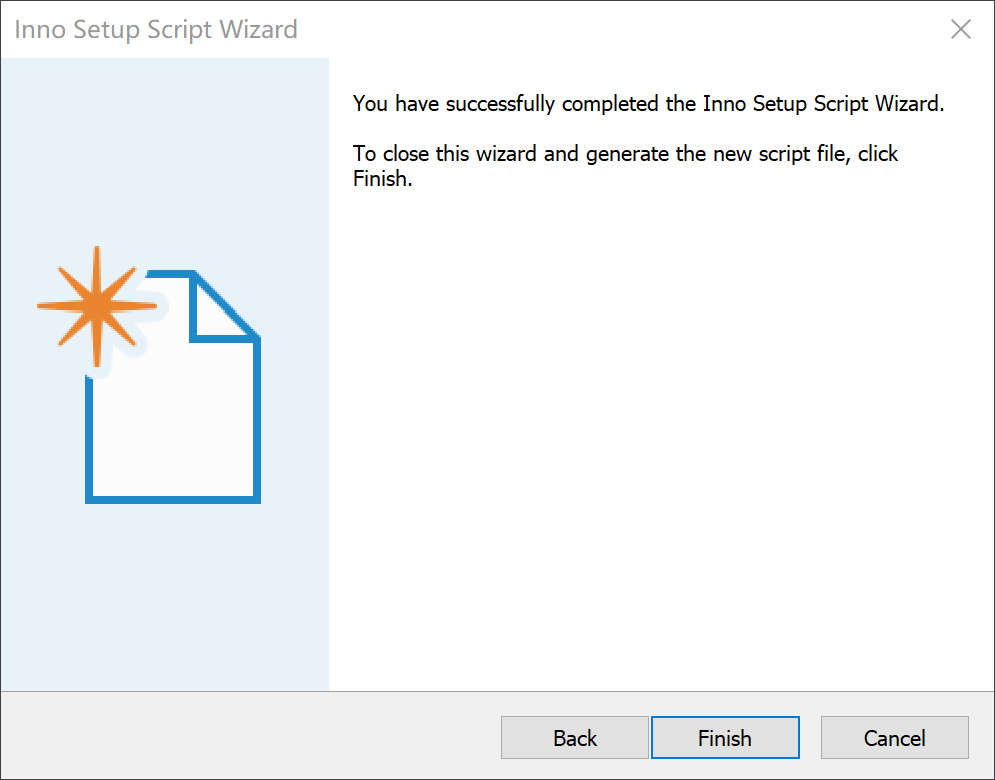 Inno Setup Script Wizard
You have successfully completed the Inno Setup Script Wizard.
To close this wizard and generate the new script file, click
Finish.
Back
Finish
Cancel